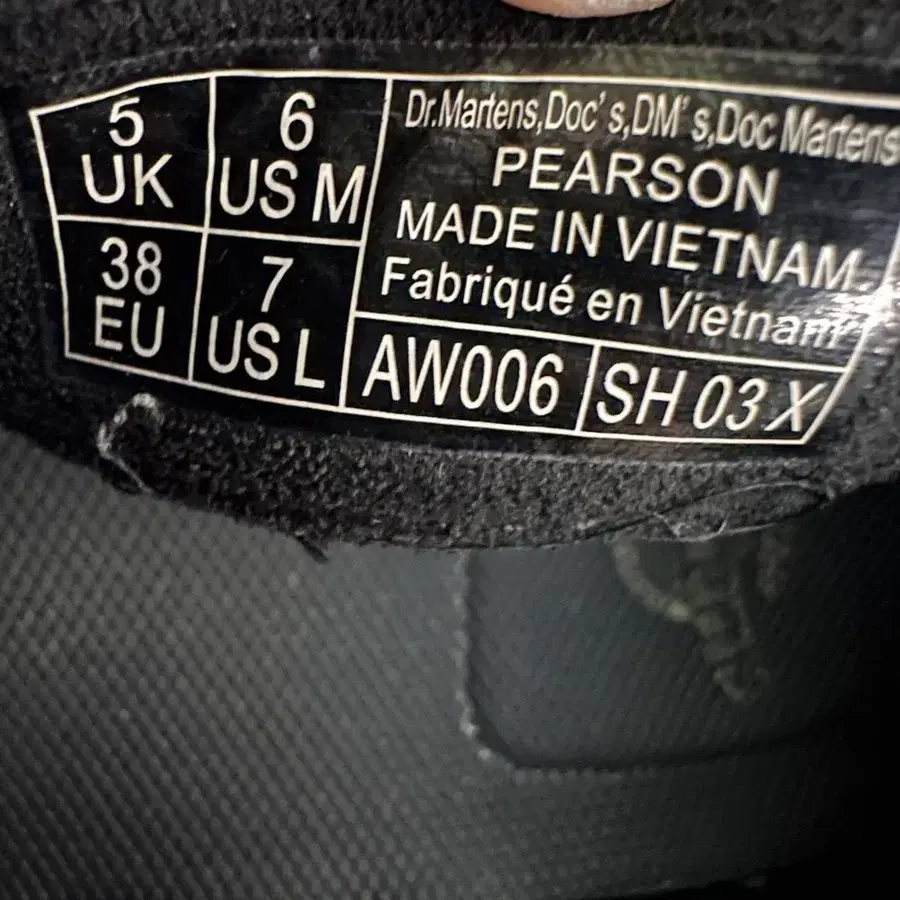 5
UK
6
US M
38
EU
7
US L
Dr.Martens,Doc's,DM's,Doc Martens
PEARSON
MADE IN VIETNAM
Fabriqué en Vietnam
AW006
SH 03 X